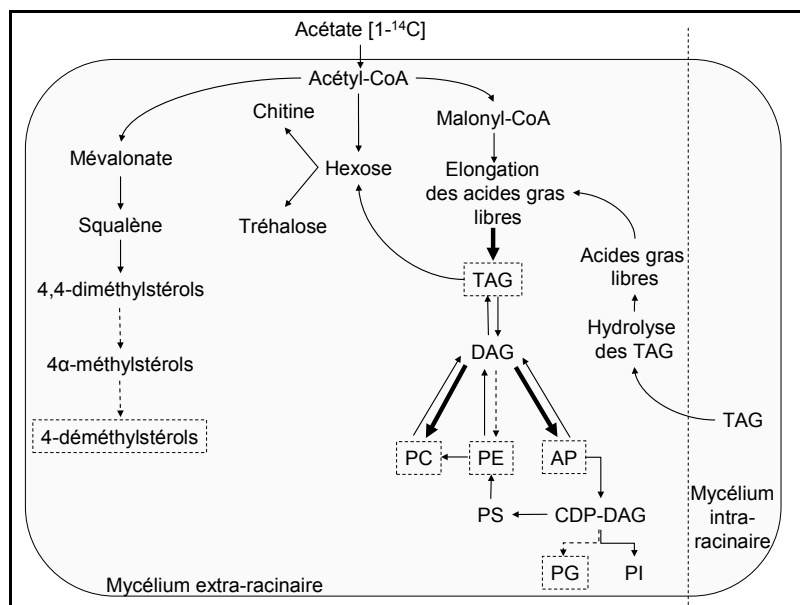 Acétate [1-¹⁴C]
Acétyl-CoA
Chitine
Malonyl-CoA
Mévalonate
Hexose
Elongation
des acides gras
libres
Squalène
Tréhalose
Acides gras
libres
TAG
4,4-diméthylstérols
Hydrolyse
des TAG
DAG
4α-méthylstérols
TAG
4-déméthylstérols
PC
PE
AP
PS
CDP-DAG
Mycélium
intra-
racinaire
PG
PI
Mycélium extra-racinaire